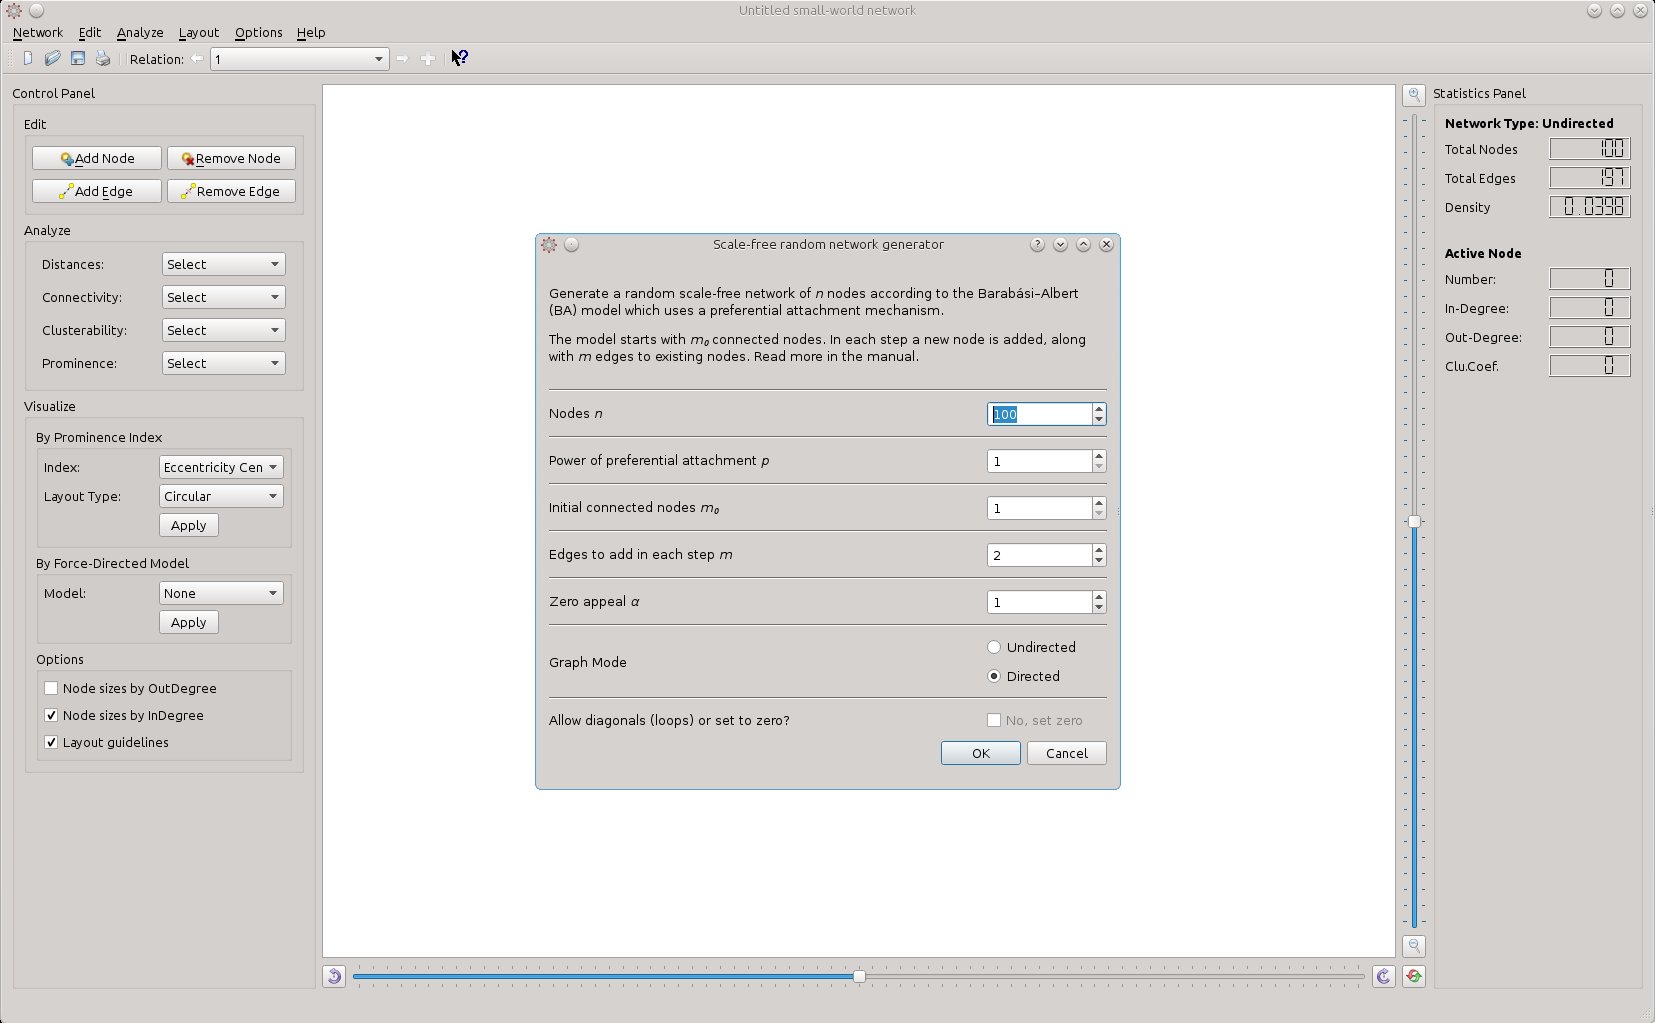 Untitled small-world network
Network Edit Analyze Layout Options Help
Relation: 1
Control Panel
Edit
Add Node Remove Node
Add Edge Remove Edge
Analyze
Distances: Select
Connectivity: Select
Clusterability: Select
Prominence: Select
Visualize
By Prominence Index
Index: Eccentricity Cen
Layout Type: Circular
Apply
By Force-Directed Model
Model: None
Apply
Options
Node sizes by OutDegree
Node sizes by InDegree
Layout guidelines
Scale-free random network generator
Generate a random scale-free network of n nodes according to the Barabási–Albert
(BA) model which uses a preferential attachment mechanism.
The model starts with m₀ connected nodes. In each step a new node is added, along
with m edges to existing nodes. Read more in the manual.
Nodes n 100
Power of preferential attachment p 1
Initial connected nodes m₀ 1
Edges to add in each step m 2
Zero appeal α 1
Graph Mode
Undirected
Directed
Allow diagonals (loops) or set to zero? No, set zero
OK Cancel
Statistics Panel
Network Type: Undirected
Total Nodes 100
Total Edges 197
Density 0.0398
Active Node
Number: 0
In-Degree: 0
Out-Degree: 0
Clu.Coef. 0